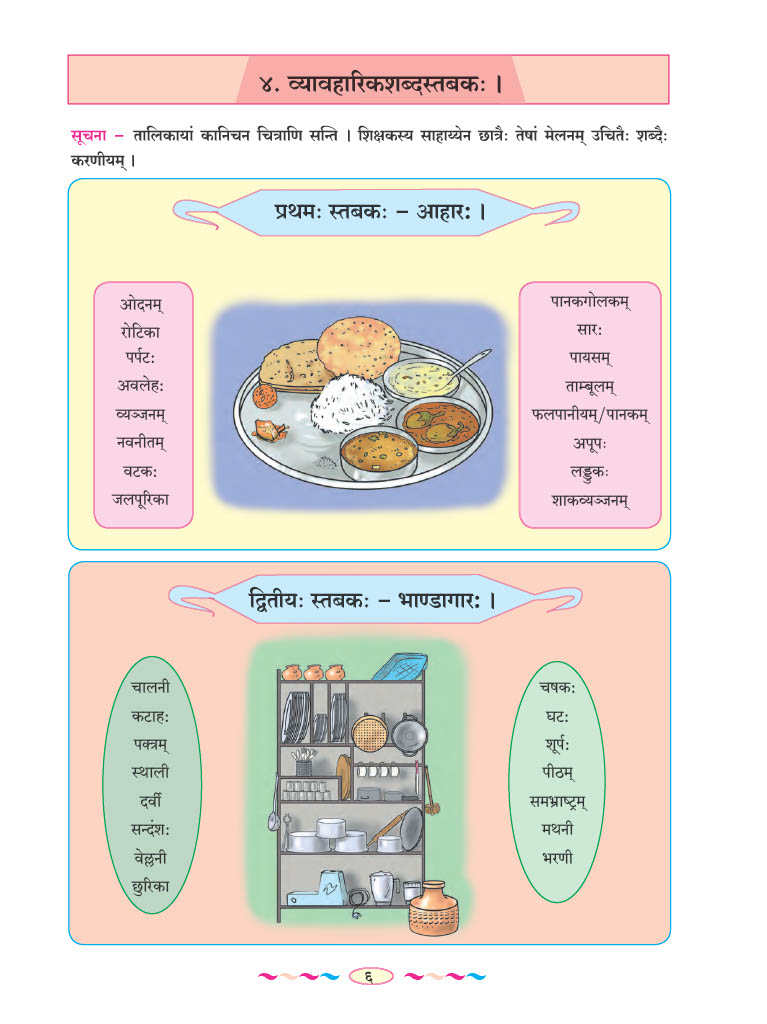 ४. व्यावहारिकशब्दस्तबकः ।
सूचना – तालिकायां कानिचन चित्राणि सन्ति । शिक्षकस्य साहाय्येन छात्रैः तेषां मेलनम् उचितैः शब्दैः
करणीयम् ।
प्रथमः स्तबकः – आहारः ।
ओदनम्
रोटिका
पर्पटः
अवलेहः
व्यञ्जनम्
नवनीतम्
वटकः
जलपूरिका
पानकगोलकम्
सारः
पायसम्
ताम्बूलम्
फलपानीयम्/पानकम्
अपूपः
लड्डुकः
शाकव्यञ्जनम्
द्वितीयः स्तबकः – भाण्डागारः ।
चालनी
कटाहः
पक्त्रम्
स्थाली
दर्वी
सन्दंशः
वेल्लनी
छुरिका
चषकः
घटः
शूर्पः
पीठम्
समभ्राष्ट्रम्
मथनी
भरणी
६